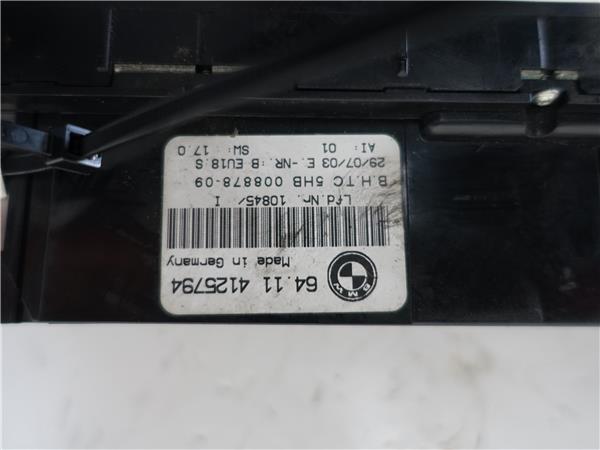 BMW
64.11 4125794
Made in Germany
Lfd.Nr. 10845/ I
B.H.TC 5HB 008878-09
29/07/03 E.-NR.:B EU18.S
AI: 01 SW: 17.0